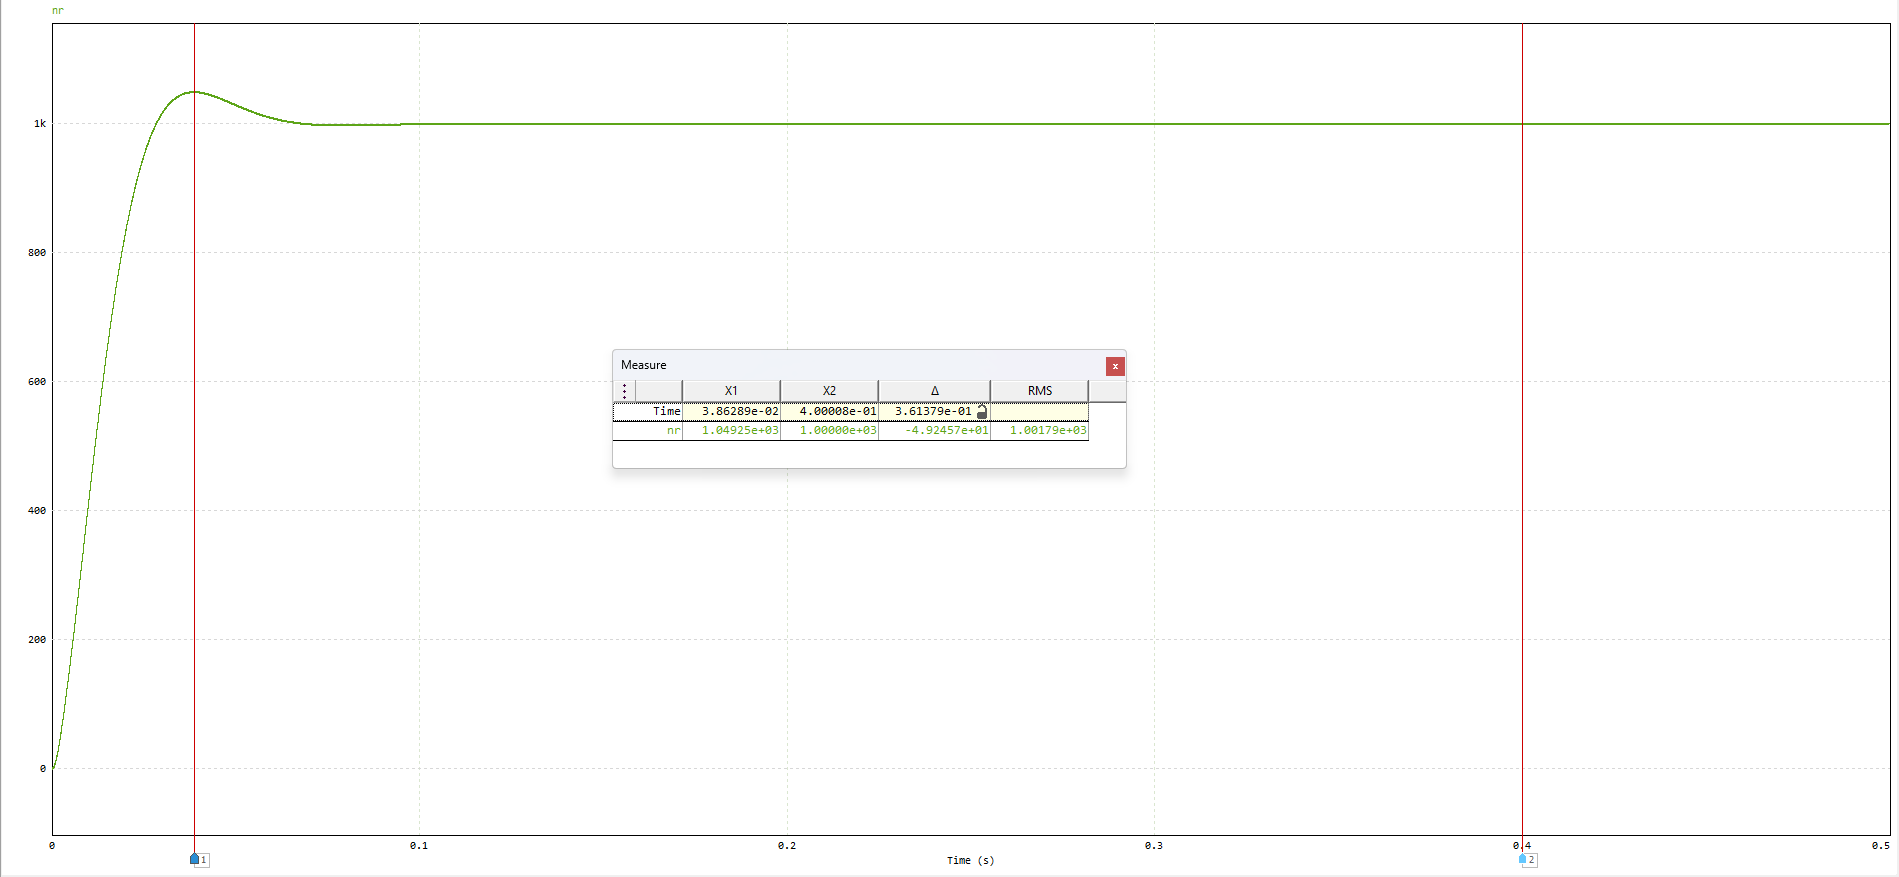 nr
1k
800
600
400
200
0
Measure
X1 X2 Δ RMS
Time 3.86289e-02 4.00008e-01 3.61379e-01
nr 1.04925e+03 1.00000e+03 -4.92457e+01 1.00179e+03
0 0.1 0.2 0.3 0.4 0.5
1 Time (s) 2